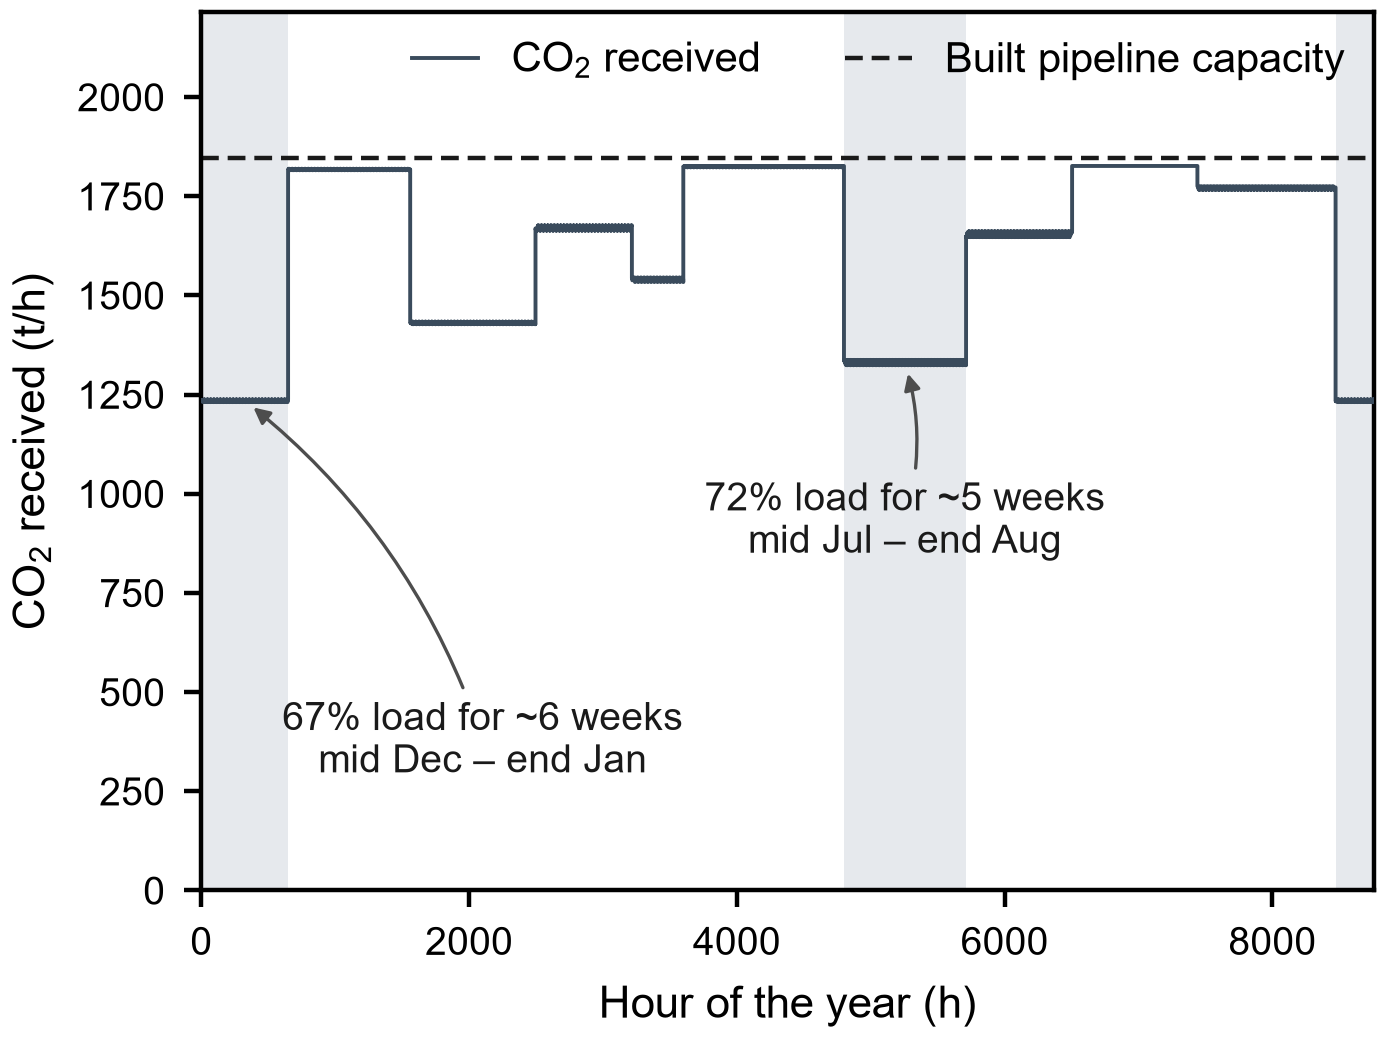 CO₂ received
Built pipeline capacity
CO₂ received (t/h)
2000
1750
1500
1250
1000
750
500
250
0
72% load for ~5 weeks
mid Jul – end Aug
67% load for ~6 weeks
mid Dec – end Jan
0 2000 4000 6000 8000
Hour of the year (h)